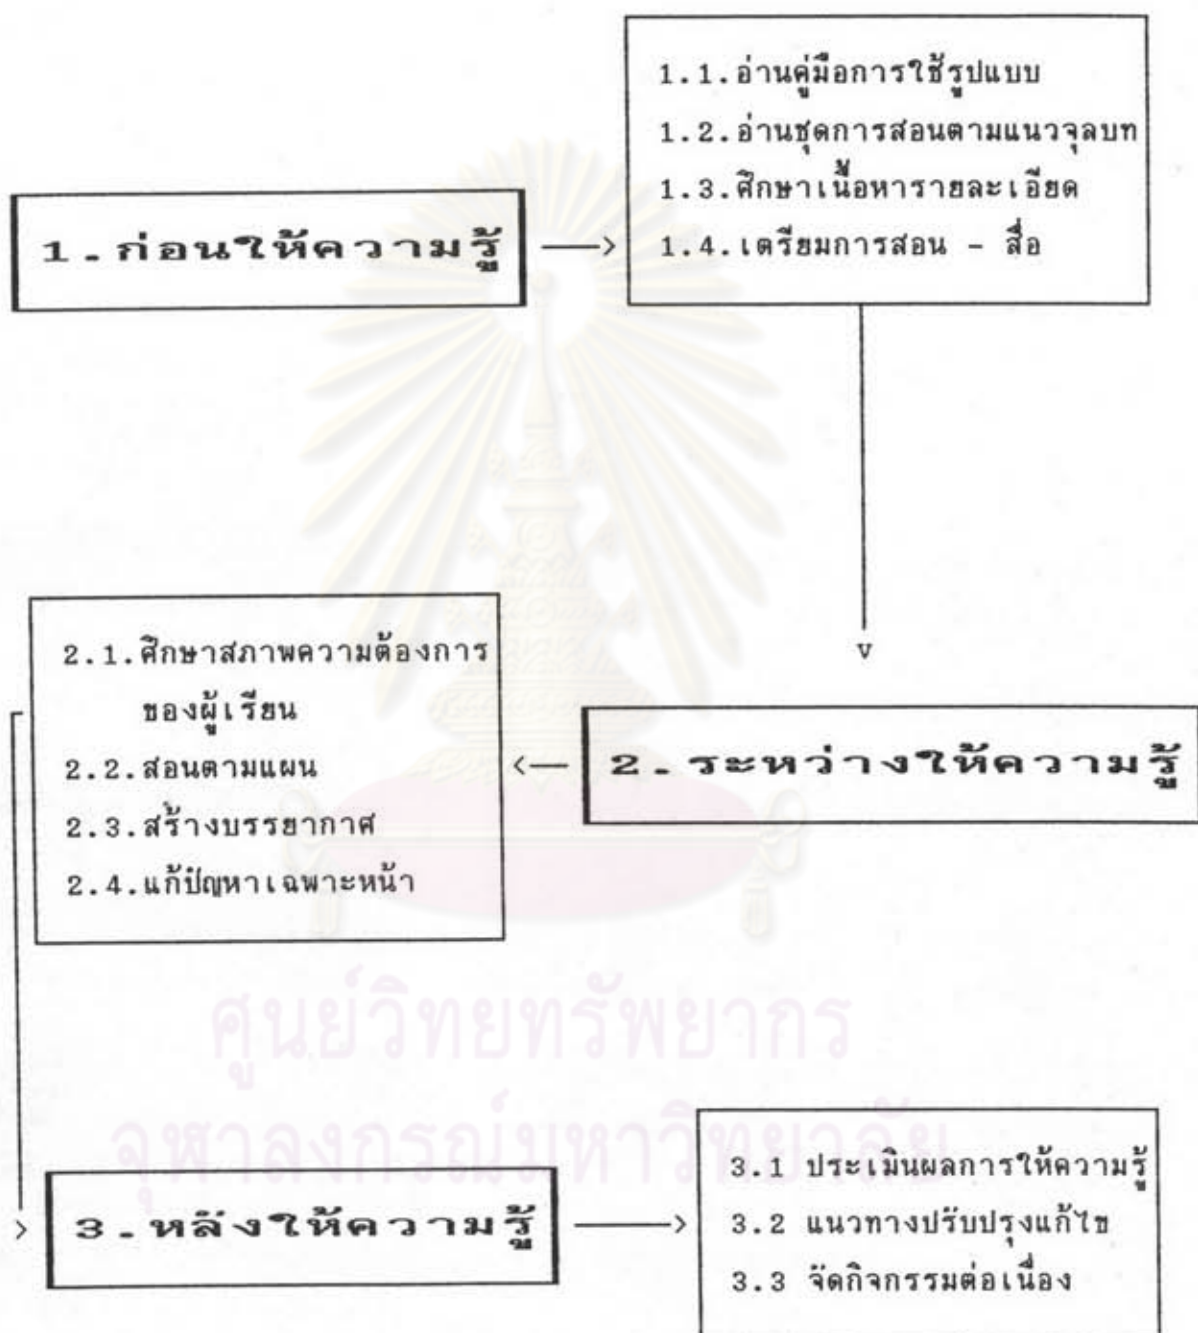 1.ก่อนให้ความรู้
1.1.อ่านคู่มือการใช้รูปแบบ
1.2.อ่านชุดการสอนตามแนวจุลบท
1.3.ศึกษาเนื้อหารายละเอียด
1.4.เตรียมการสอน - สื่อ
2.ระหว่างให้ความรู้
2.1.ศึกษาสภาพความต้องการ
ของผู้เรียน
2.2.สอนตามแผน
2.3.สร้างบรรยากาศ
2.4.แก้ปัญหาเฉพาะหน้า
ศูนย์วิทยทรัพยากร
จุฬาลงกรณ์มหาวิทยาลัย
3.หลังให้ความรู้
3.1 ประเมินผลการให้ความรู้
3.2 แนวทางปรับปรุงแก้ไข
3.3 จัดกิจกรรมต่อเนื่อง